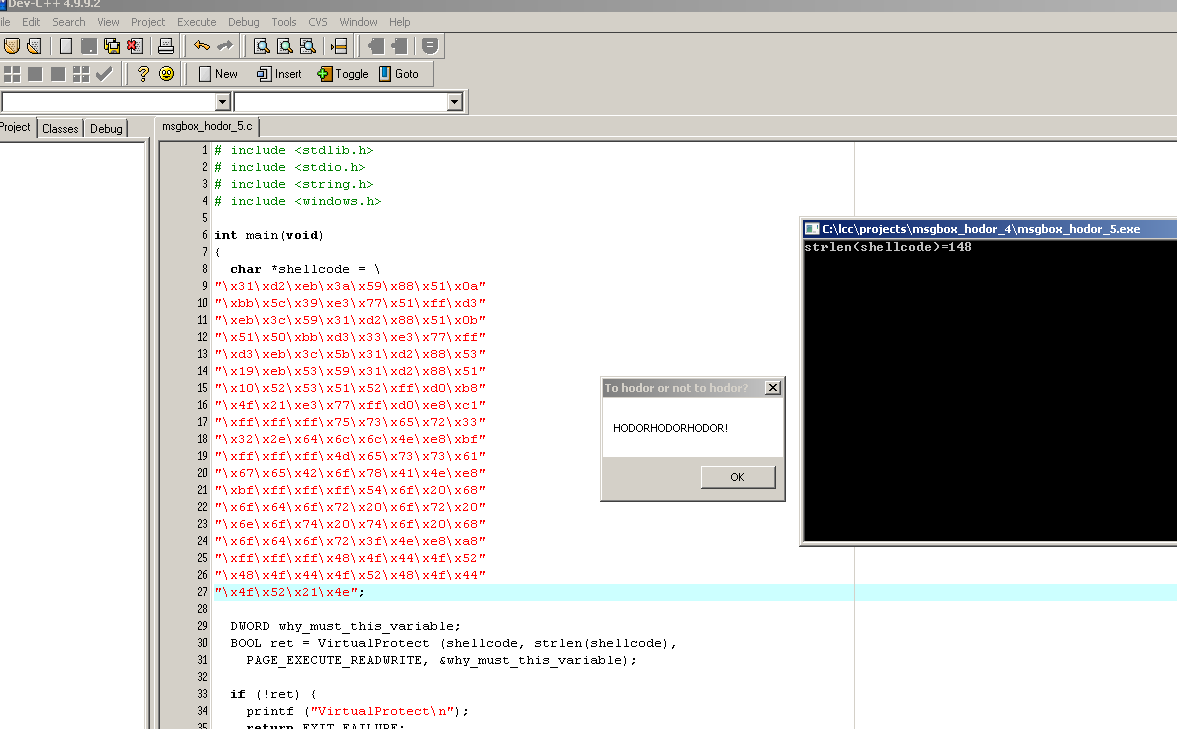 Dev-C++ 4.9.9.2
ile Edit Search View Project Execute Debug Tools CVS Window Help
New Insert Toggle Goto
Project Classes Debug
msgbox_hodor_5.c
1 # include <stdlib.h>
2 # include <stdio.h>
3 # include <string.h>
4 # include <windows.h>
5
6 int main(void)
7 {
8 char *shellcode = \
9 "\x31\xd2\xeb\x3a\x59\x88\x51\x0a"
10 "\xbb\x5c\x39\xe3\x77\x51\xff\xd3"
11 "\xeb\x3c\x59\x31\xd2\x88\x51\x0b"
12 "\x51\x50\xbb\xd3\x33\xe3\x77\xff"
13 "\xd3\xeb\x3c\x5b\x31\xd2\x88\x53"
14 "\x19\xeb\x53\x59\x31\xd2\x88\x51"
15 "\x10\x52\x53\x51\x52\xff\xd0\xb8"
16 "\x4f\x21\xe3\x77\xff\xd0\xe8\xc1"
17 "\xff\xff\xff\x75\x73\x65\x72\x33"
18 "\x32\x2e\x64\x6c\x6c\x4e\xe8\xbf"
19 "\xff\xff\xff\x4d\x65\x73\x73\x61"
20 "\x67\x65\x42\x6f\x78\x41\x4e\xe8"
21 "\xbf\xff\xff\xff\x54\x6f\x20\x68"
22 "\x6f\x64\x6f\x72\x20\x6f\x72\x20"
23 "\x6e\x6f\x74\x20\x74\x6f\x20\x68"
24 "\x6f\x64\x6f\x72\x3f\x4e\xe8\xa8"
25 "\xff\xff\xff\x48\x4f\x44\x4f\x52"
26 "\x48\x4f\x44\x4f\x52\x48\x4f\x44"
27 "\x4f\x52\x21\x4e";
28
29 DWORD why_must_this_variable;
30 BOOL ret = VirtualProtect (shellcode, strlen(shellcode),
31 PAGE_EXECUTE_READWRITE, &why_must_this_variable);
32
33 if (!ret) {
34 printf ("VirtualProtect\n");
35 return EXIT_FAILURE;
To hodor or not to hodor?
HODORHODORHODOR!
OK
C:\lcc\projects\msgbox_hodor_4\msgbox_hodor_5.exe
strlen(shellcode)=148